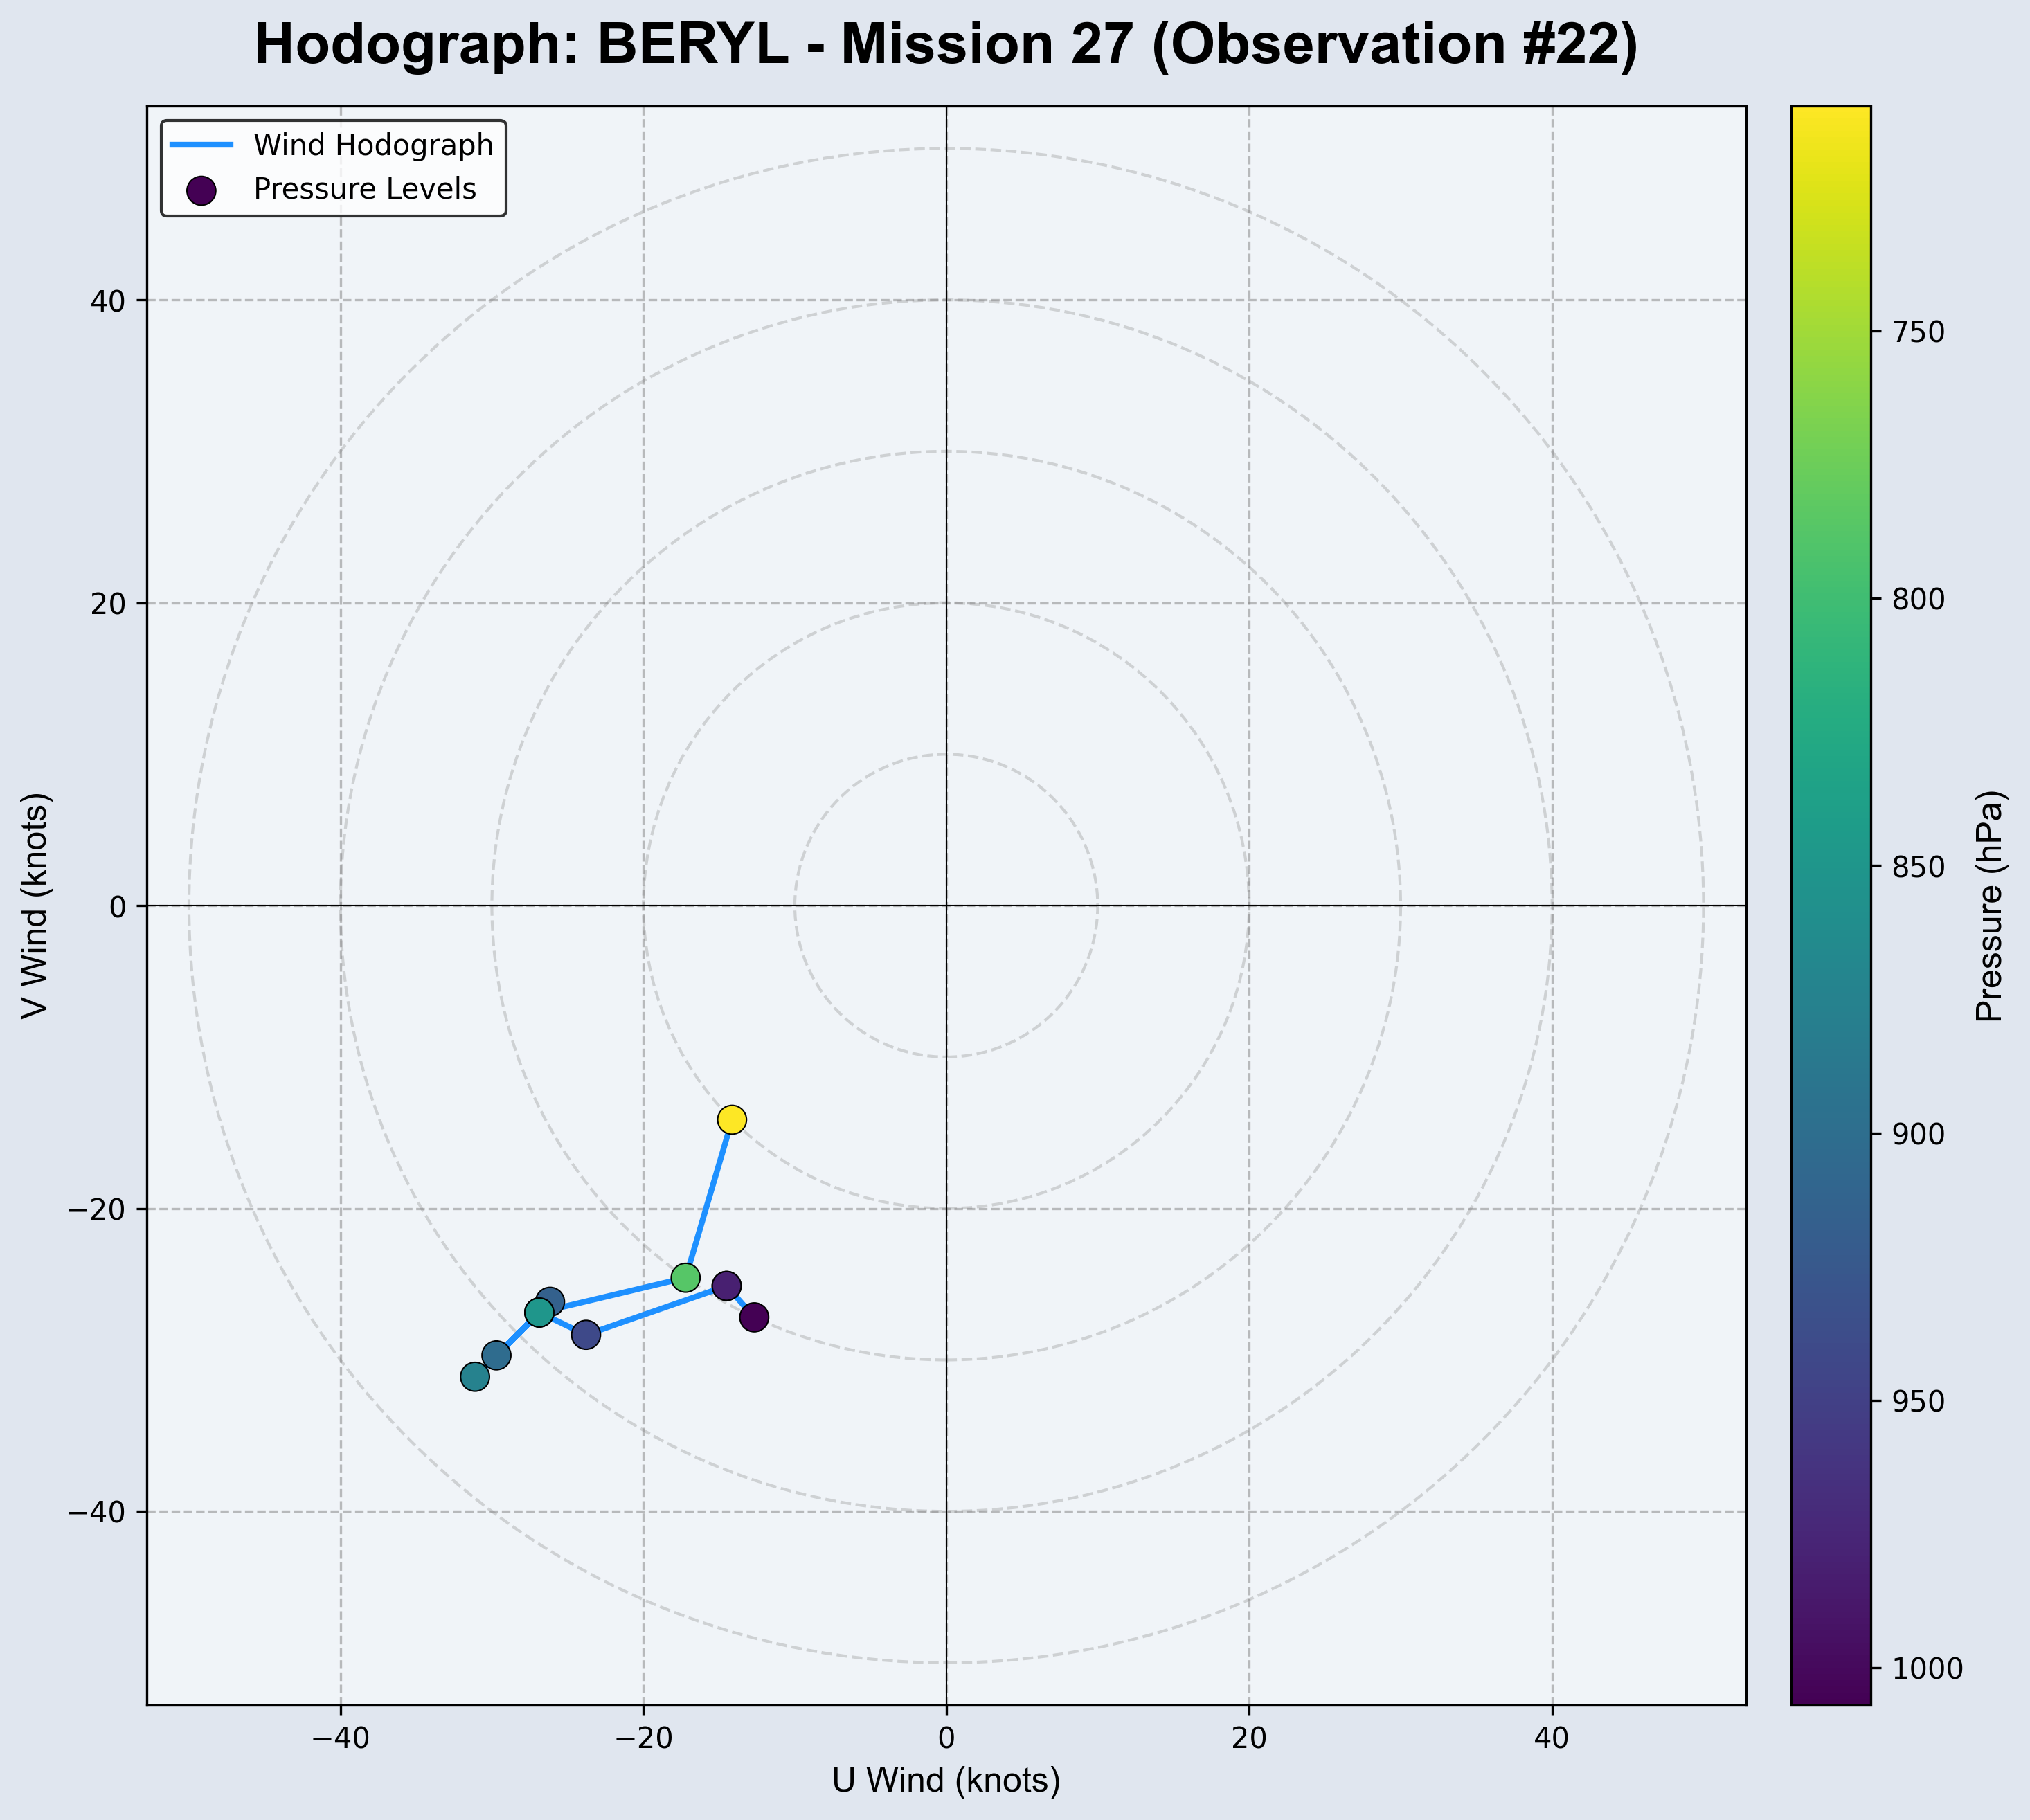 Hodograph: BERYL - Mission 27 (Observation #22)
Wind Hodograph
Pressure Levels
40
20
0
−20
−40
V Wind (knots)
−40
−20
0
20
40
U Wind (knots)
750
800
850
900
950
1000
Pressure (hPa)